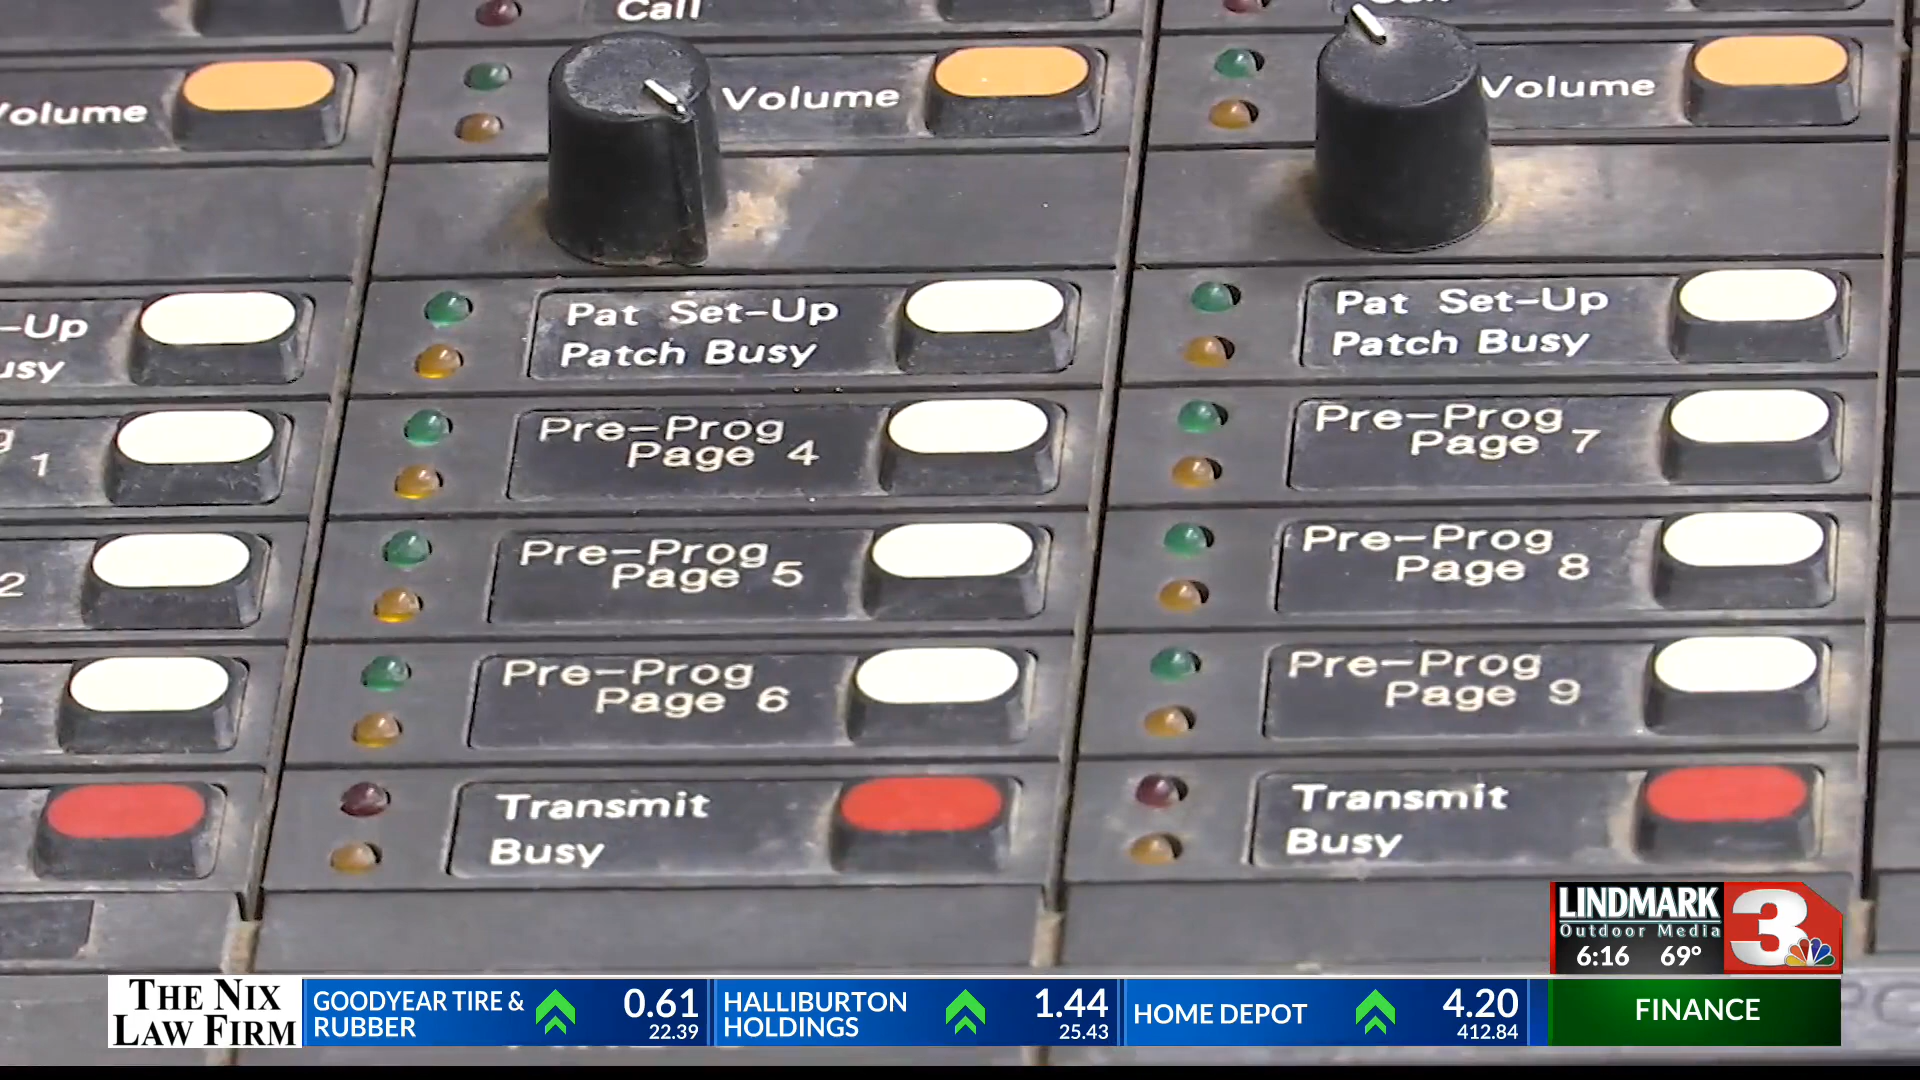 Call
Volume
Volume
Volume
-Up
Pat Set-Up
Patch Busy
Pat Set-Up
Patch Busy
1
Pre-Prog
Page 4
Pre-Prog
Page 7
2
Pre-Prog
Page 5
Pre-Prog
Page 8
Pre-Prog
Page 6
Pre-Prog
Page 9
Transmit
Busy
Transmit
Busy
LINDMARK
Outdoor Media
6:16 69°
3
THE NIX
LAW FIRM
GOODYEAR TIRE &
RUBBER
0.61
22.39
HALLIBURTON
HOLDINGS
1.44
25.43
HOME DEPOT
4.20
412.84
FINANCE